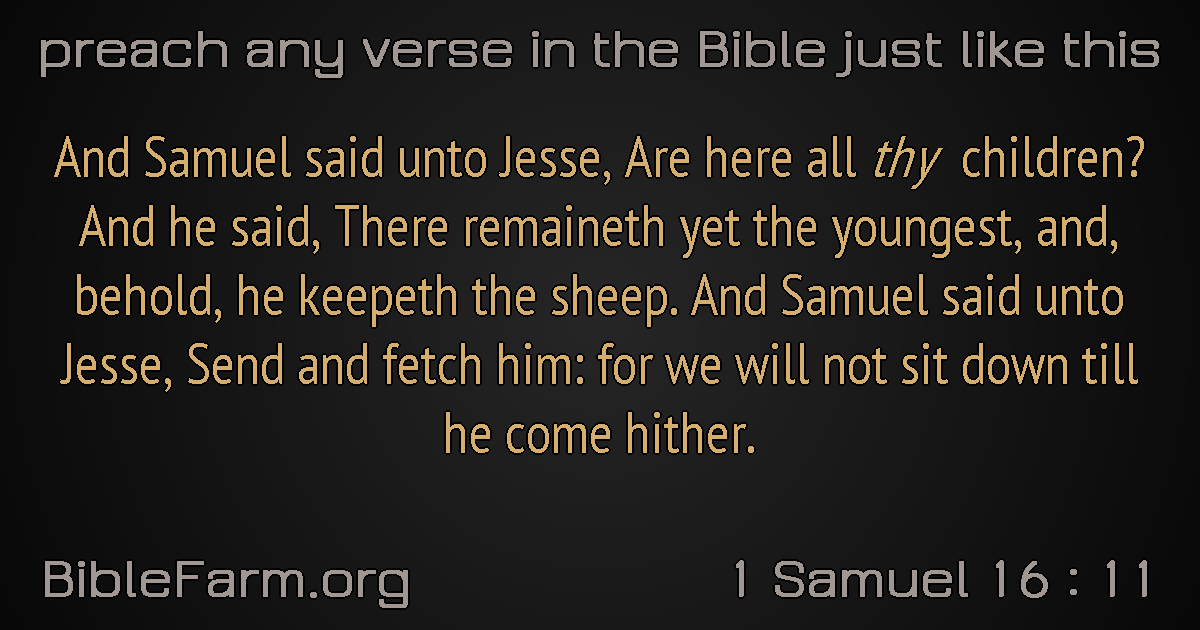 preach any verse in the Bible just like this
And Samuel said unto Jesse, Are here all thy children?
And he said, There remaineth yet the youngest, and,
behold, he keepeth the sheep. And Samuel said unto
Jesse, Send and fetch him: for we will not sit down till
he come hither.
BibleFarm.org
1 Samuel 16 : 11